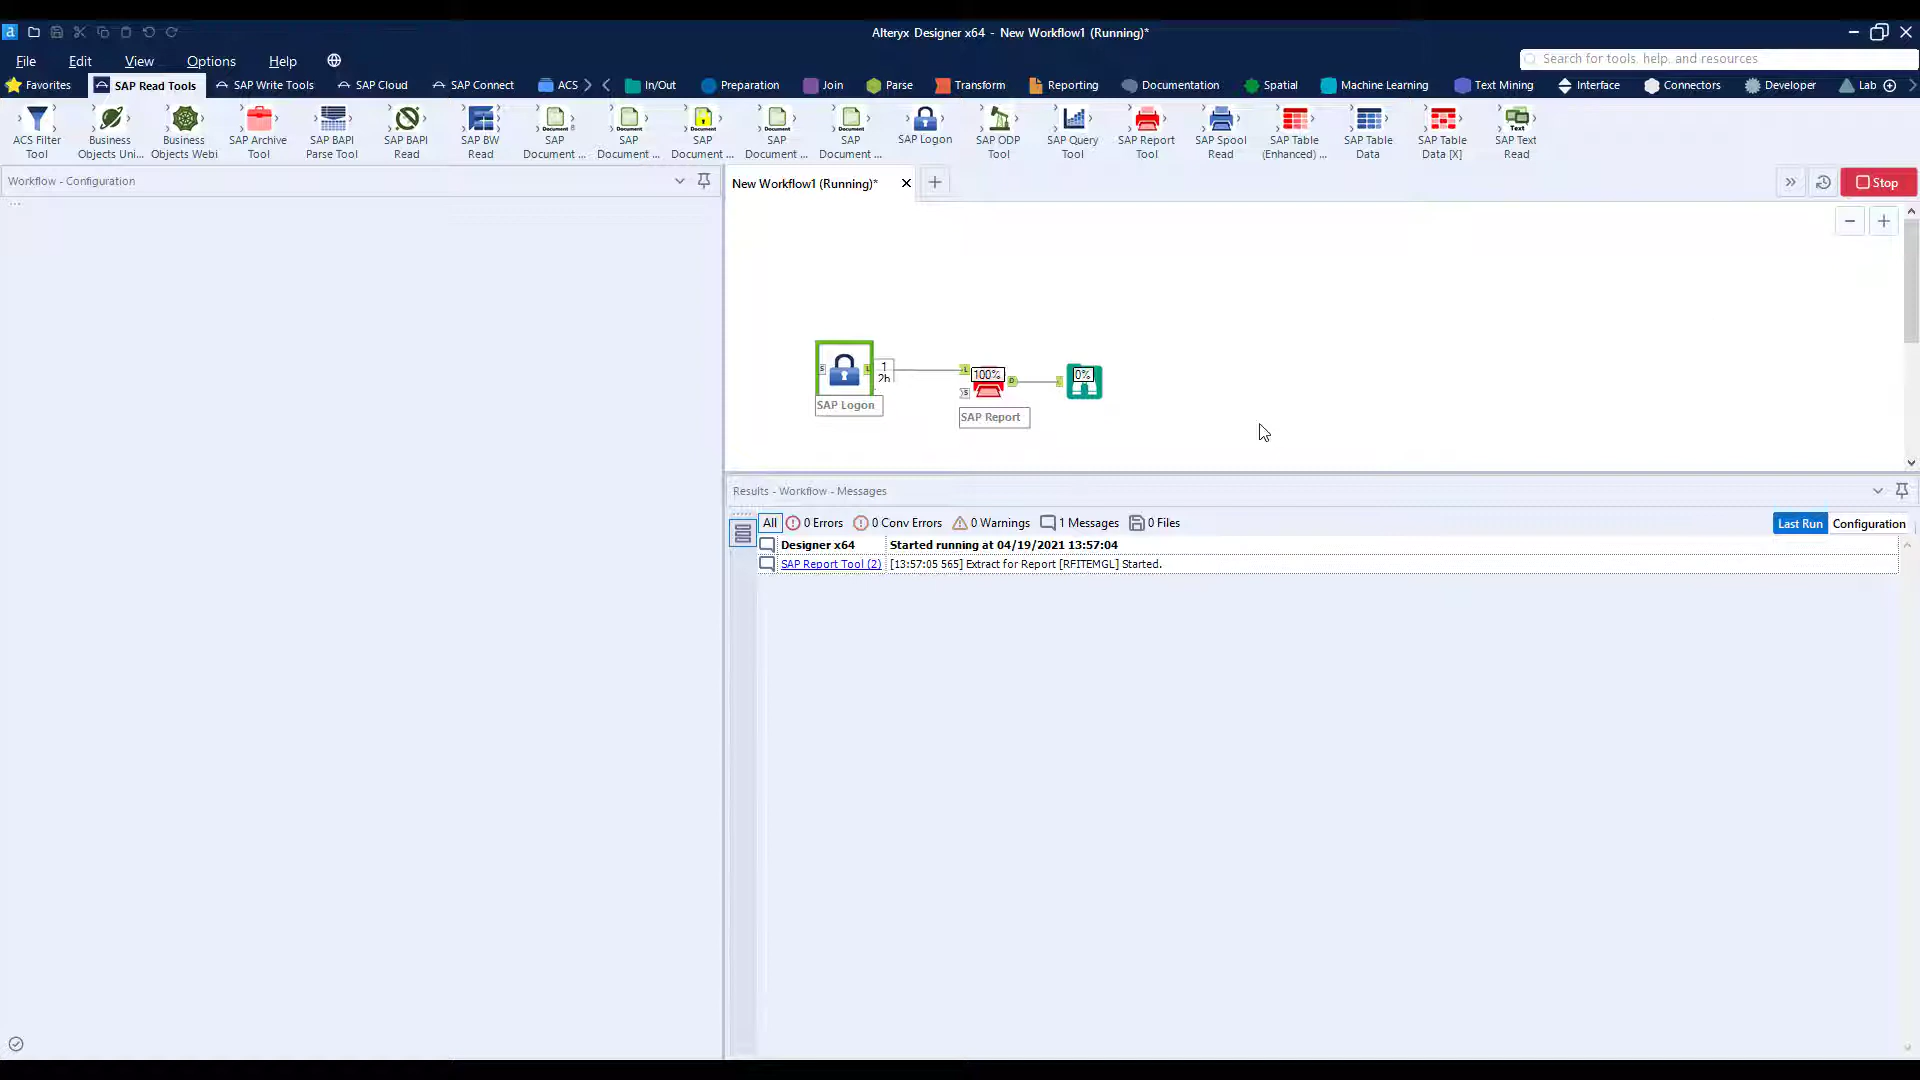 Alteryx Designer x64 - New Workflow1 (Running)*
File Edit View Options Help
Search for tools, help, and resources
Favorites SAP Read Tools SAP Write Tools SAP Cloud SAP Connect ACS In/Out Preparation Join Parse Transform Reporting Documentation Spatial Machine Learning Text Mining Interface Connectors Developer Lab
ACS Filter Tool
Business Objects Uni...
Business Objects Webi
SAP Archive Tool
SAP BAPI Parse Tool
SAP BAPI Read
SAP BW Read
Document
SAP Document ...
Document
SAP Document ...
Document
SAP Document ...
Document
SAP Document ...
Document
SAP Document ...
SAP Logon
SAP ODP Tool
SAP Query Tool
SAP Report Tool
SAP Spool Read
SAP Table (Enhanced) ...
SAP Table Data
SAP Table Data [X]
Text
SAP Text Read
Workflow - Configuration
New Workflow1 (Running)*
Stop
S L 1
2b
L 100% D 0%
S
SAP Logon
SAP Report
Results - Workflow - Messages
All 0 Errors 0 Conv Errors 0 Warnings 1 Messages 0 Files Last Run Configuration
Designer x64 Started running at 04/19/2021 13:57:04
SAP Report Tool (2) [13:57:05 565] Extract for Report [RFITEMGL] Started.